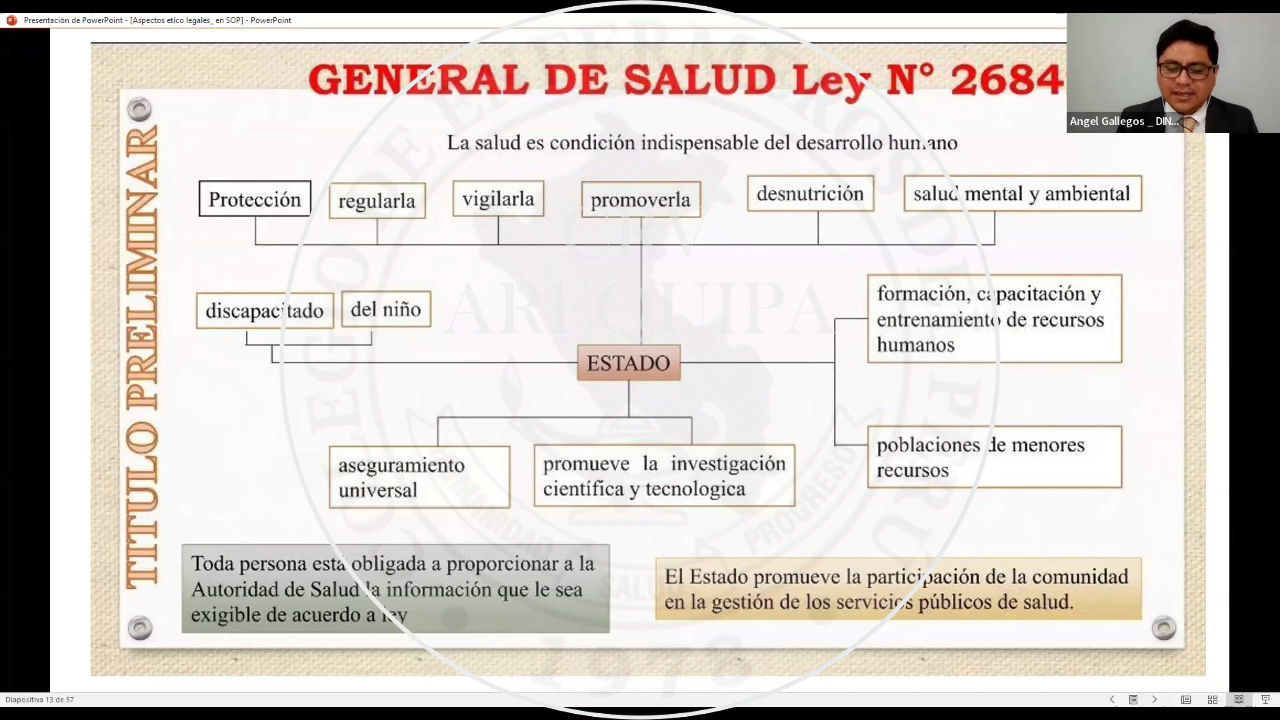 Presentación de PowerPoint - [Aspectos etico legales_ en SOP] - PowerPoint
GENERAL DE SALUD Ley N° 2684
Angel Gallegos _ DIN...
La salud es condición indispensable del desarrollo humano
Protección
regularla
vigilarla
promoverla
desnutrición
salud mental y ambiental
TITULO PRELIMINAR
discapacitado
del niño
formación, capacitación y
entrenamiento de recursos
humanos
ESTADO
aseguramiento
universal
promueve la investigación
científica y tecnologica
poblaciones de menores
recursos
Toda persona esta obligada a proporcionar a la
Autoridad de Salud la información que le sea
exigible de acuerdo a ley
El Estado promueve la participación de la comunidad
en la gestión de los servicios públicos de salud.
AREQUIPA
1978
Diapositiva 13 de 57